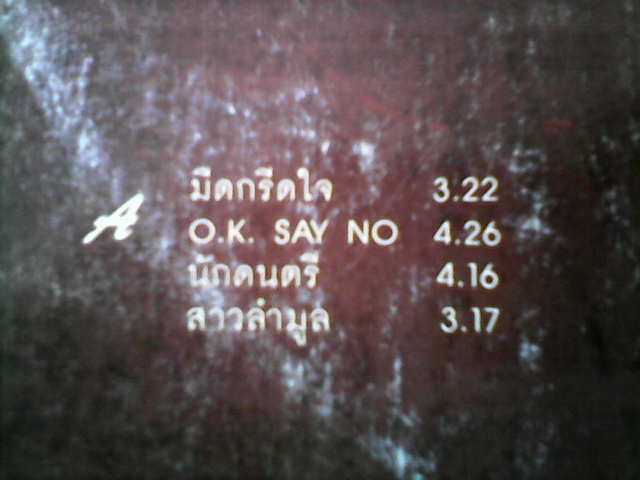 A
มีดกรีดใจ 3.22
O.K. SAY NO 4.26
นักดนตรี 4.16
สาวลำมูล 3.17